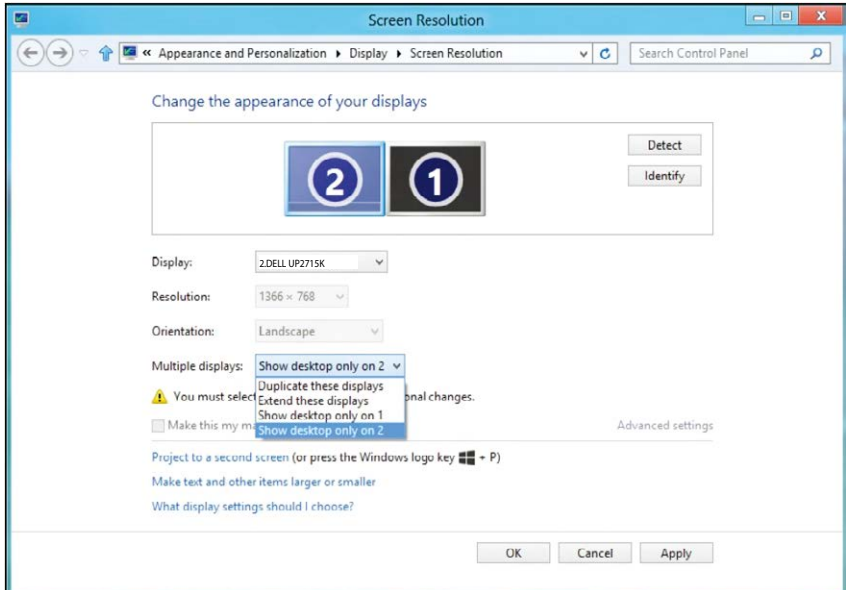 Screen Resolution
« Appearance and Personalization ▸ Display ▸ Screen Resolution
Search Control Panel
Change the appearance of your displays
2
1
Detect
Identify
Display: 2.DELL UP2715K
Resolution: 1366 × 768
Orientation: Landscape
Multiple displays: Show desktop only on 2
Duplicate these displays
You must select onal changes.
Extend these displays
Show desktop only on 1
Make this my ma Advanced settings
Show desktop only on 2
Project to a second screen (or press the Windows logo key + P)
Make text and other items larger or smaller
What display settings should I choose?
OK Cancel Apply